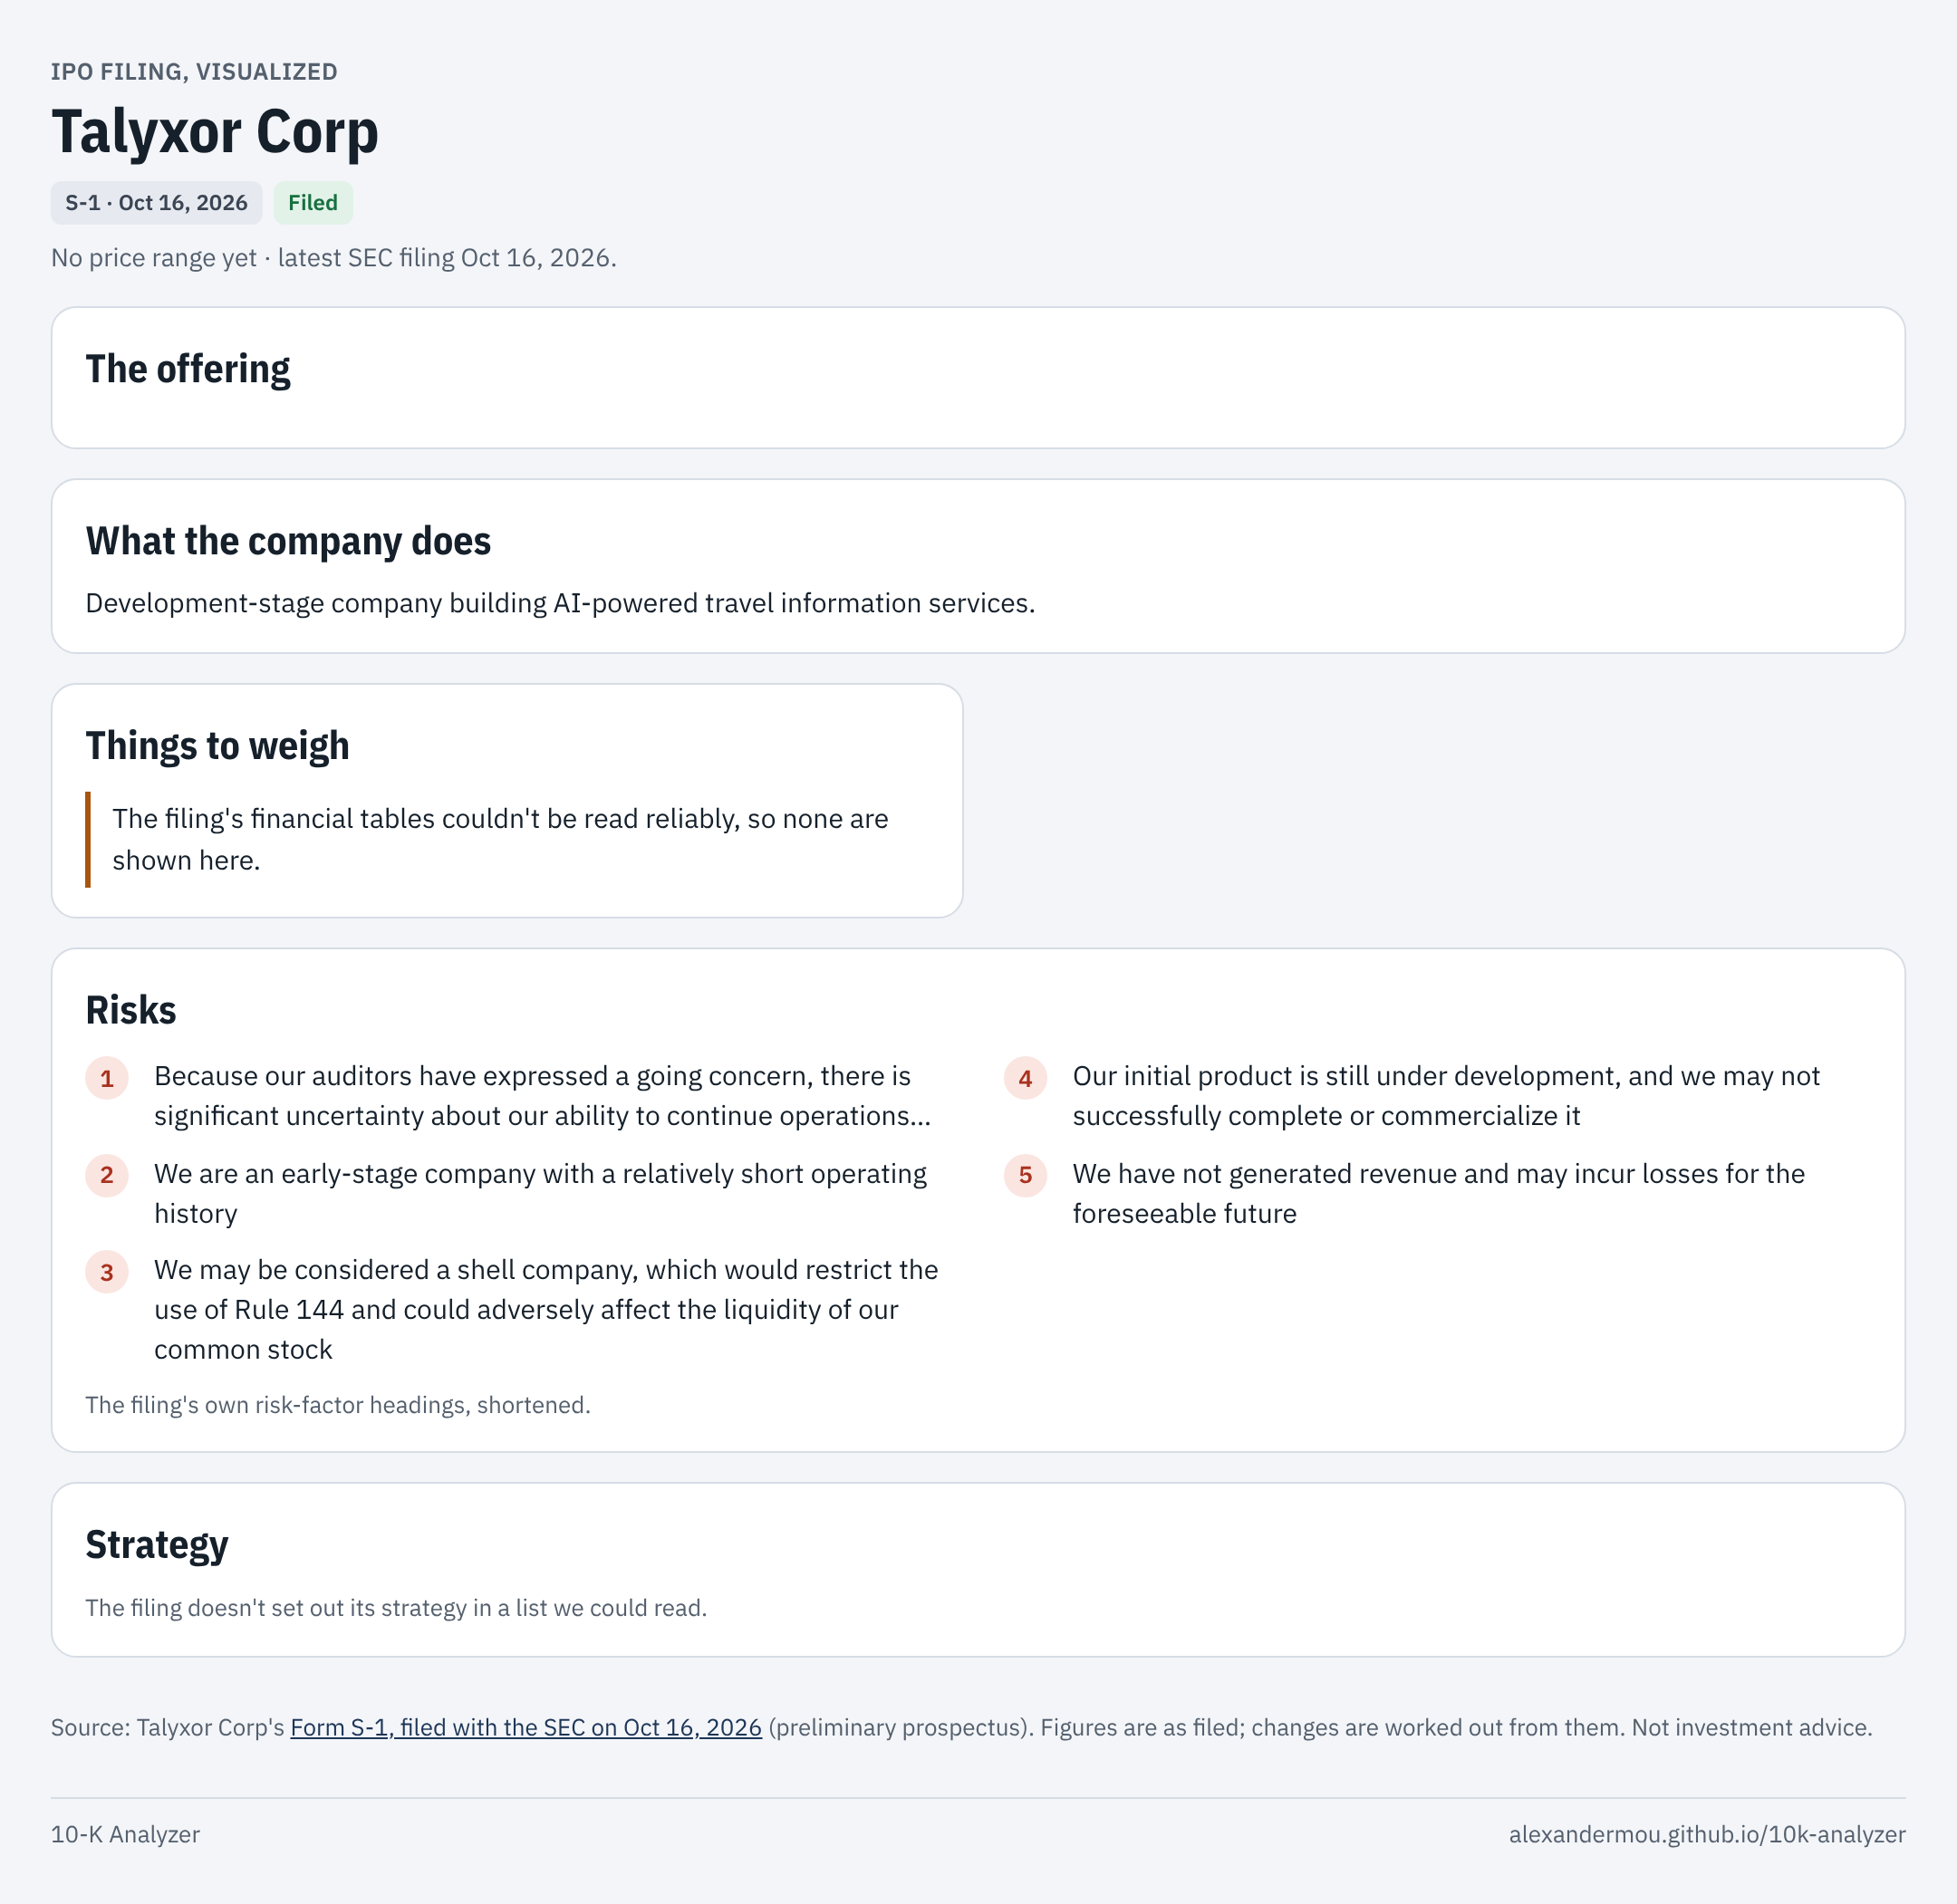 IPO FILING, VISUALIZED
Talyxor Corp
S-1 · Oct 16, 2026 Filed
No price range yet · latest SEC filing Oct 16, 2026.
The offering
What the company does
Development-stage company building AI-powered travel information services.
Things to weigh
The filing's financial tables couldn't be read reliably, so none are
shown here.
Risks
1 Because our auditors have expressed a going concern, there is
significant uncertainty about our ability to continue operations...
2 We are an early-stage company with a relatively short operating
history
3 We may be considered a shell company, which would restrict the
use of Rule 144 and could adversely affect the liquidity of our
common stock
4 Our initial product is still under development, and we may not
successfully complete or commercialize it
5 We have not generated revenue and may incur losses for the
foreseeable future
The filing's own risk-factor headings, shortened.
Strategy
The filing doesn't set out its strategy in a list we could read.
Source: Talyxor Corp's Form S-1, filed with the SEC on Oct 16, 2026 (preliminary prospectus). Figures are as filed; changes are worked out from them. Not investment advice.
10-K Analyzer
alexandermou.github.io/10k-analyzer